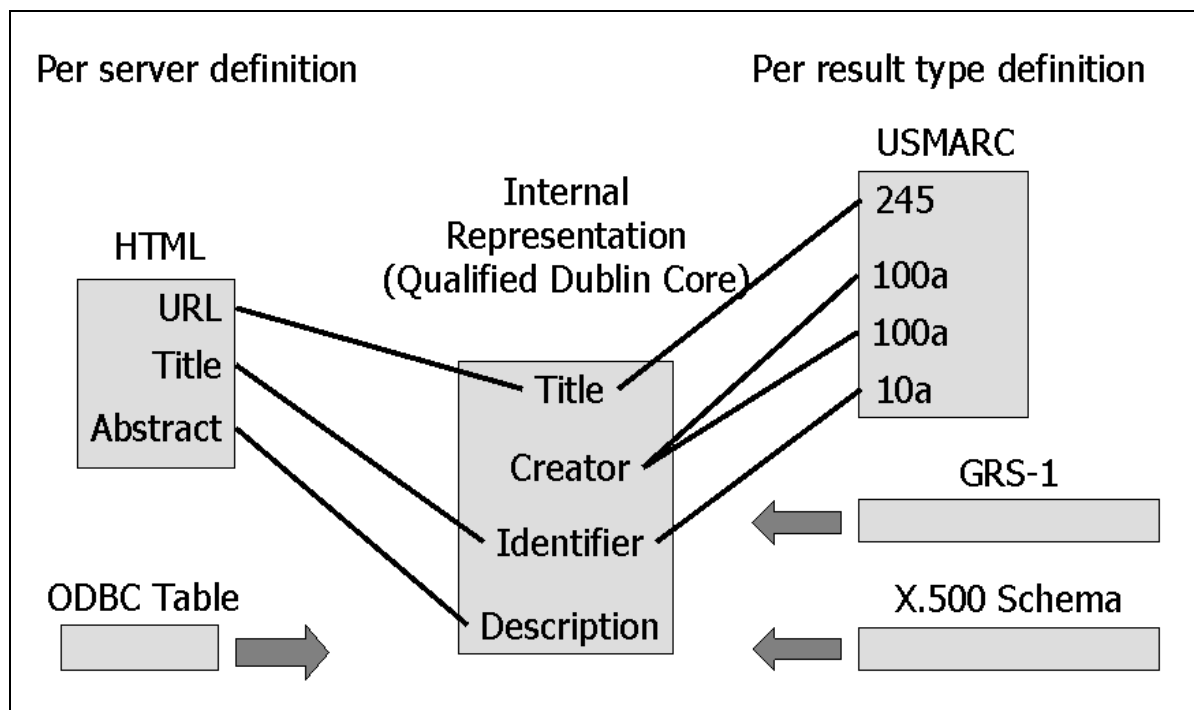 Per server definition
Per result type definition
USMARC
245
100a
100a
10a
Internal
Representation
(Qualified Dublin Core)
HTML
URL
Title
Abstract
Title
Creator
Identifier
Description
GRS-1
ODBC Table
X.500 Schema